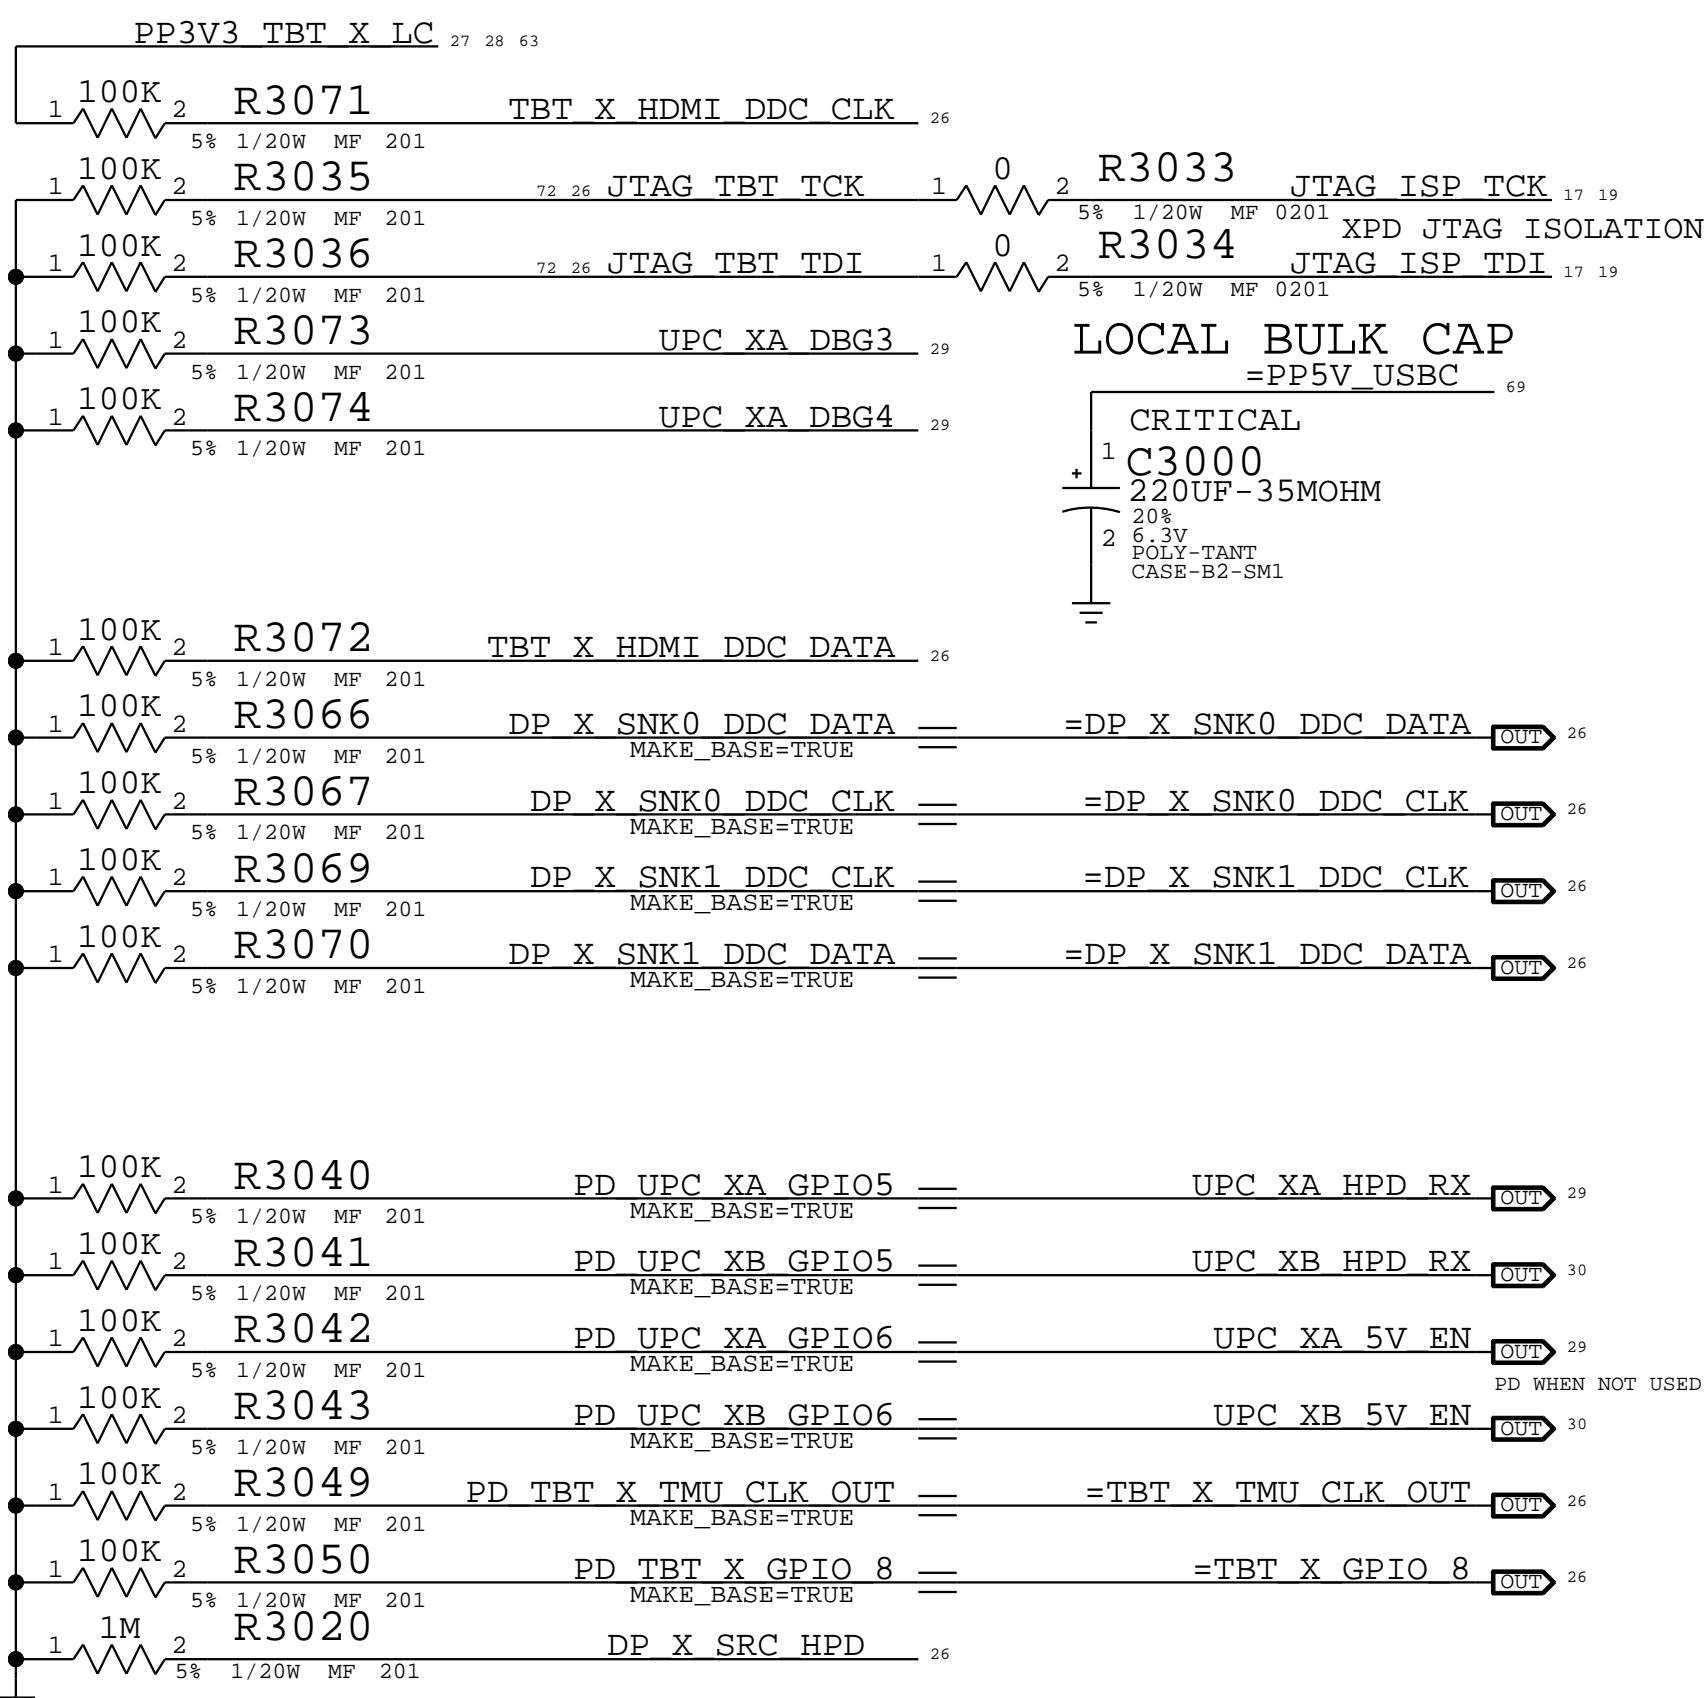 PP3V3_TBT_X_LC 27 28 63
1 100K 2 R3071 TBT_X_HDMI_DDC_CLK 26
5% 1/20W MF 201
1 100K 2 R3035 72 26 JTAG_TBT_TCK 1 0 2 R3033 JTAG_ISP_TCK 17 19
5% 1/20W MF 201 5% 1/20W MF 0201
XPD JTAG ISOLATION
1 100K 2 R3036 72 26 JTAG_TBT_TDI 1 0 2 R3034 JTAG_ISP_TDI 17 19
5% 1/20W MF 201 5% 1/20W MF 0201
1 100K 2 R3073 UPC_XA_DBG3 29
5% 1/20W MF 201
LOCAL BULK CAP
=PP5V_USBC 69
1 100K 2 R3074 UPC_XA_DBG4 29
5% 1/20W MF 201
CRITICAL
1 C3000
+
220UF-35MOHM
20%
2 6.3V
POLY-TANT
CASE-B2-SM1
1 100K 2 R3072 TBT_X_HDMI_DDC_DATA 26
5% 1/20W MF 201
1 100K 2 R3066 DP_X_SNK0_DDC_DATA =DP_X_SNK0_DDC_DATA OUT 26
5% 1/20W MF 201 MAKE_BASE=TRUE
1 100K 2 R3067 DP_X_SNK0_DDC_CLK =DP_X_SNK0_DDC_CLK OUT 26
5% 1/20W MF 201 MAKE_BASE=TRUE
1 100K 2 R3069 DP_X_SNK1_DDC_CLK =DP_X_SNK1_DDC_CLK OUT 26
5% 1/20W MF 201 MAKE_BASE=TRUE
1 100K 2 R3070 DP_X_SNK1_DDC_DATA =DP_X_SNK1_DDC_DATA OUT 26
5% 1/20W MF 201 MAKE_BASE=TRUE
1 100K 2 R3040 PD_UPC_XA_GPIO5 UPC_XA_HPD_RX OUT 29
5% 1/20W MF 201 MAKE_BASE=TRUE
1 100K 2 R3041 PD_UPC_XB_GPIO5 UPC_XB_HPD_RX OUT 30
5% 1/20W MF 201 MAKE_BASE=TRUE
1 100K 2 R3042 PD_UPC_XA_GPIO6 UPC_XA_5V_EN OUT 29
5% 1/20W MF 201 MAKE_BASE=TRUE
PD WHEN NOT USED
1 100K 2 R3043 PD_UPC_XB_GPIO6 UPC_XB_5V_EN OUT 30
5% 1/20W MF 201 MAKE_BASE=TRUE
1 100K 2 R3049 PD_TBT_X_TMU_CLK_OUT =TBT_X_TMU_CLK_OUT OUT 26
5% 1/20W MF 201 MAKE_BASE=TRUE
1 100K 2 R3050 PD_TBT_X_GPIO_8 =TBT_X_GPIO_8 OUT 26
5% 1/20W MF 201 MAKE_BASE=TRUE
1 1M 2 R3020 DP_X_SRC_HPD 26
5% 1/20W MF 201